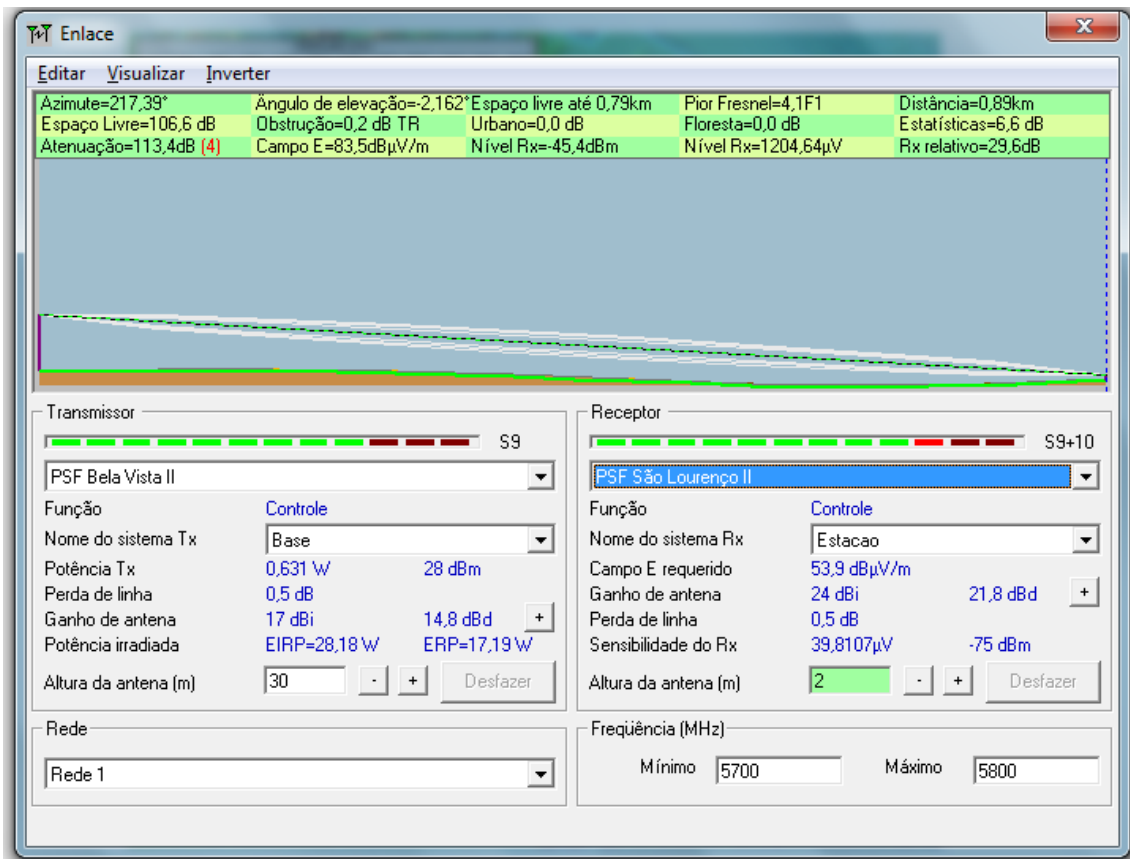 Enlace
Editar Visualizar Inverter
Azimute=217,39° Ângulo de elevação=-2,162° Espaço livre até 0,79km Pior Fresnel=4,1F1 Distância=0,89km
Espaço Livre=106,6 dB Obstrução=0,2 dB TR Urbano=0,0 dB Floresta=0,0 dB Estatísticas=6,6 dB
Atenuação=113,4dB (4) Campo E=83,5dBµV/m Nível Rx=-45,4dBm Nível Rx=1204,64µV Rx relativo=29,6dB
Transmissor
S9
PSF Bela Vista II
Função Controle
Nome do sistema Tx Base
Potência Tx 0,631 W 28 dBm
Perda de linha 0,5 dB
Ganho de antena 17 dBi 14,8 dBd +
Potência irradiada EIRP=28,18 W ERP=17,19 W
Altura da antena (m) 30 - + Desfazer
Rede
Rede 1
Receptor
S9+10
PSF São Lourenço II
Função Controle
Nome do sistema Rx Estacao
Campo E requerido 53,9 dBµV/m
Ganho de antena 24 dBi 21,8 dBd +
Perda de linha 0,5 dB
Sensibilidade do Rx 39,8107µV -75 dBm
Altura da antena (m) 2 - + Desfazer
Freqüência (MHz)
Mínimo 5700 Máximo 5800